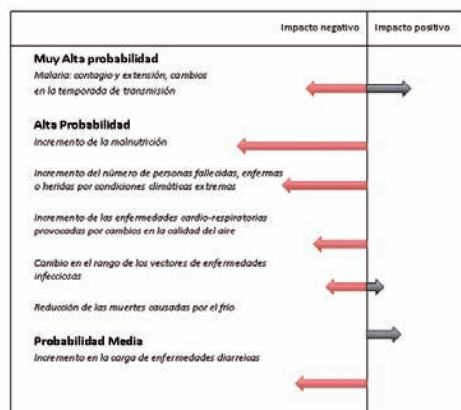 Impacto negativo Impacto positivo
Muy Alta probabilidad
Malaria: contagio y extensión, cambios
en la temporada de transmisión
Alta Probabilidad
Incremento de la malnutrición
Incremento del número de personas fallecidas, enfermas
o heridas por condiciones climáticas extremas
Incremento de las enfermedades cardio-respiratorias
provocadas por cambios en la calidad del aire
Cambio en el rango de los vectores de enfermedades
infecciosas
Reducción de las muertes causadas por el frío
Probabilidad Media
Incremento en la carga de enfermedades diarreicas